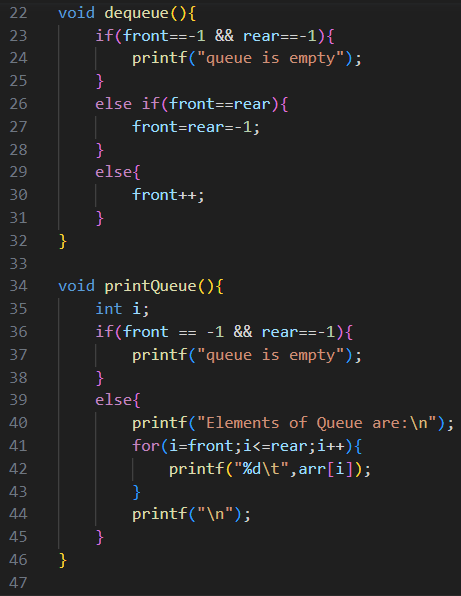 22 void dequeue(){
23 if(front==-1 && rear==-1){
24 printf("queue is empty");
25 }
26 else if(front==rear){
27 front=rear=-1;
28 }
29 else{
30 front++;
31 }
32 }
33
34 void printQueue(){
35 int i;
36 if(front == -1 && rear==-1){
37 printf("queue is empty");
38 }
39 else{
40 printf("Elements of Queue are:\n");
41 for(i=front;i<=rear;i++){
42 printf("%d\t",arr[i]);
43 }
44 printf("\n");
45 }
46 }
47